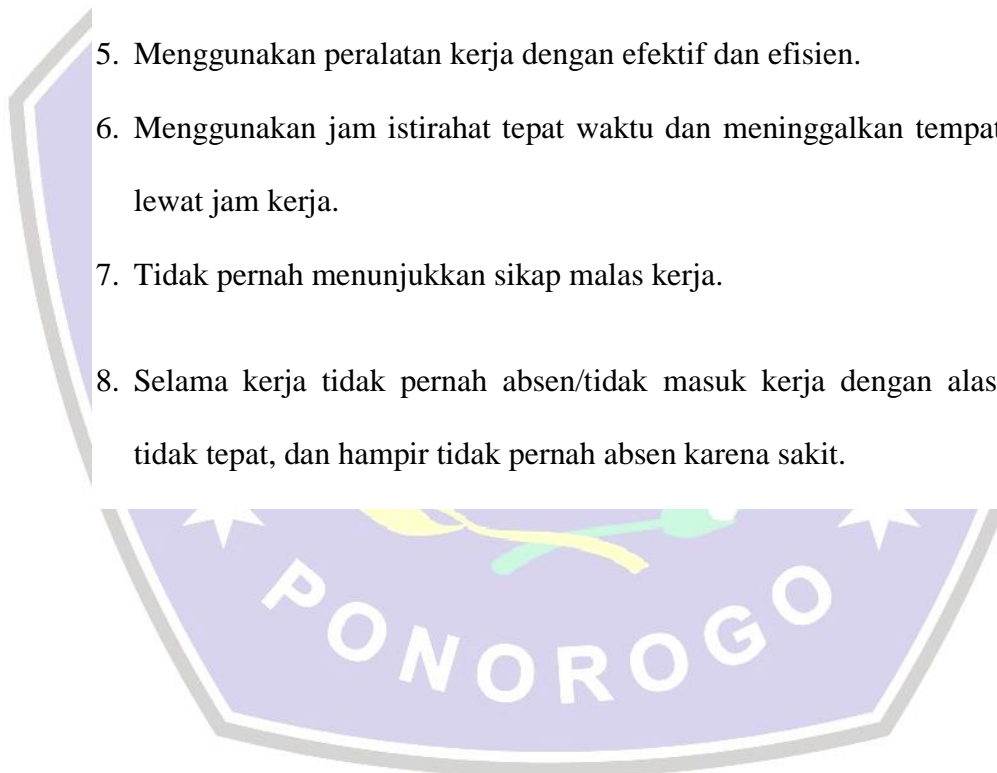 5. Menggunakan peralatan kerja dengan efektif dan efisien.
6. Menggunakan jam istirahat tepat waktu dan meninggalkan tempat
lewat jam kerja.
7. Tidak pernah menunjukkan sikap malas kerja.
8. Selama kerja tidak pernah absen/tidak masuk kerja dengan alas
tidak tepat, dan hampir tidak pernah absen karena sakit.
PONOROGO